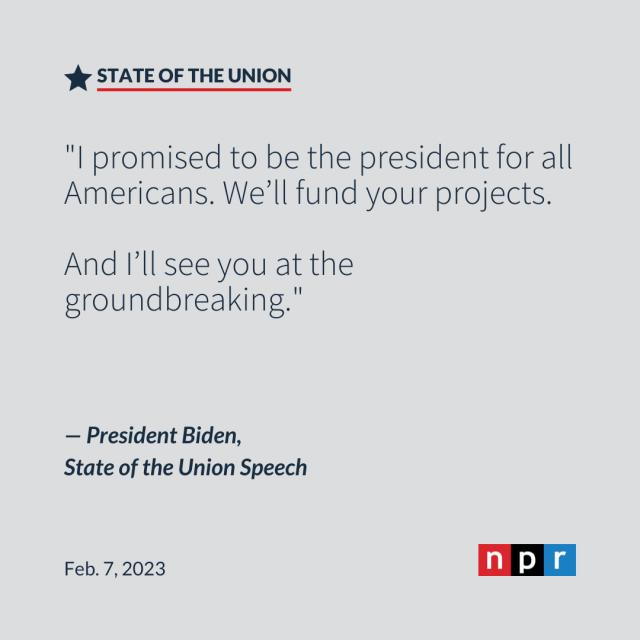 STATE OF THE UNION
"I promised to be the president for all
Americans. We’ll fund your projects.
And I’ll see you at the
groundbreaking."
— President Biden,
State of the Union Speech
Feb. 7, 2023
npr